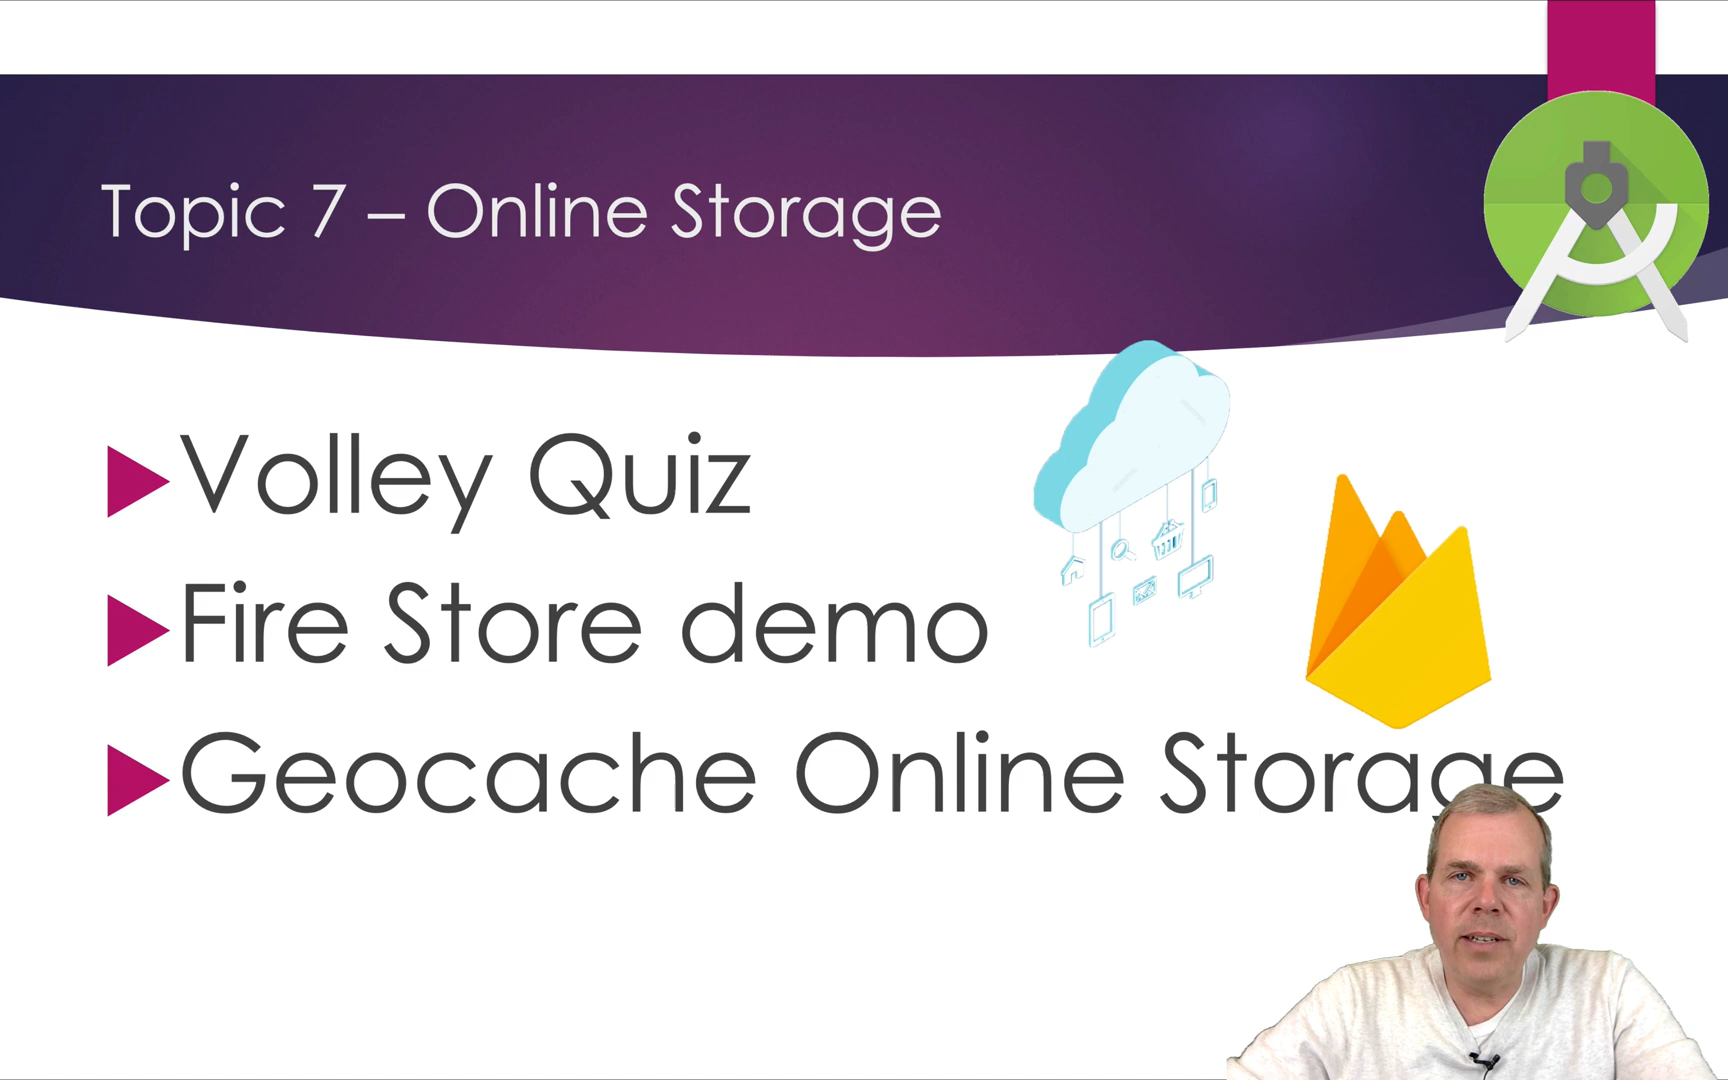 Topic 7 – Online Storage
Volley Quiz
Fire Store demo
Geocache Online Storage